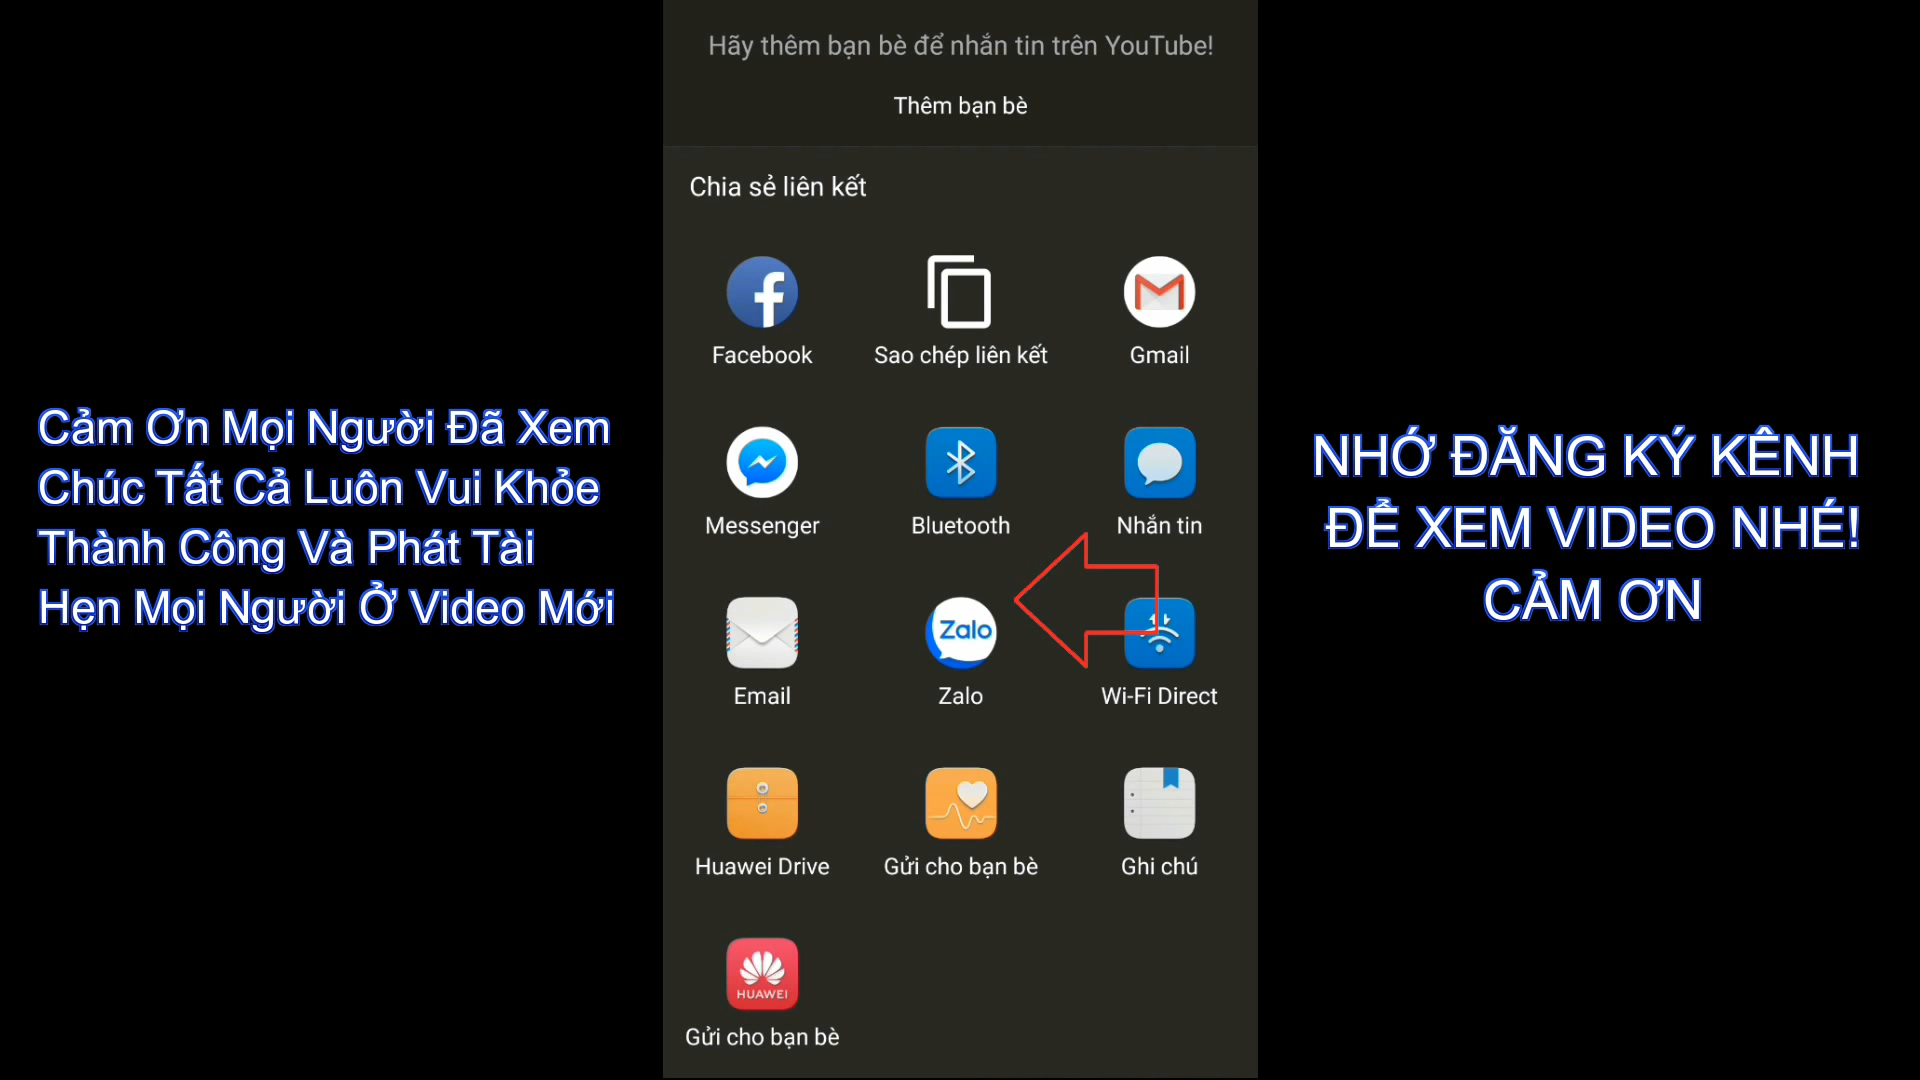 Hãy thêm bạn bè để nhắn tin trên YouTube!
Thêm bạn bè
Chia sẻ liên kết
Facebook
Sao chép liên kết
Gmail
Messenger
Bluetooth
Nhắn tin
Zalo
Email
Zalo
Wi-Fi Direct
Huawei Drive
Gửi cho bạn bè
Ghi chú
HUAWEI
Gửi cho bạn bè
Cảm Ơn Mọi Người Đã Xem
Chúc Tất Cả Luôn Vui Khỏe
Thành Công Và Phát Tài
Hẹn Mọi Người Ở Video Mới
NHỚ ĐĂNG KÝ KÊNH
ĐỂ XEM VIDEO NHÉ!
CẢM ƠN